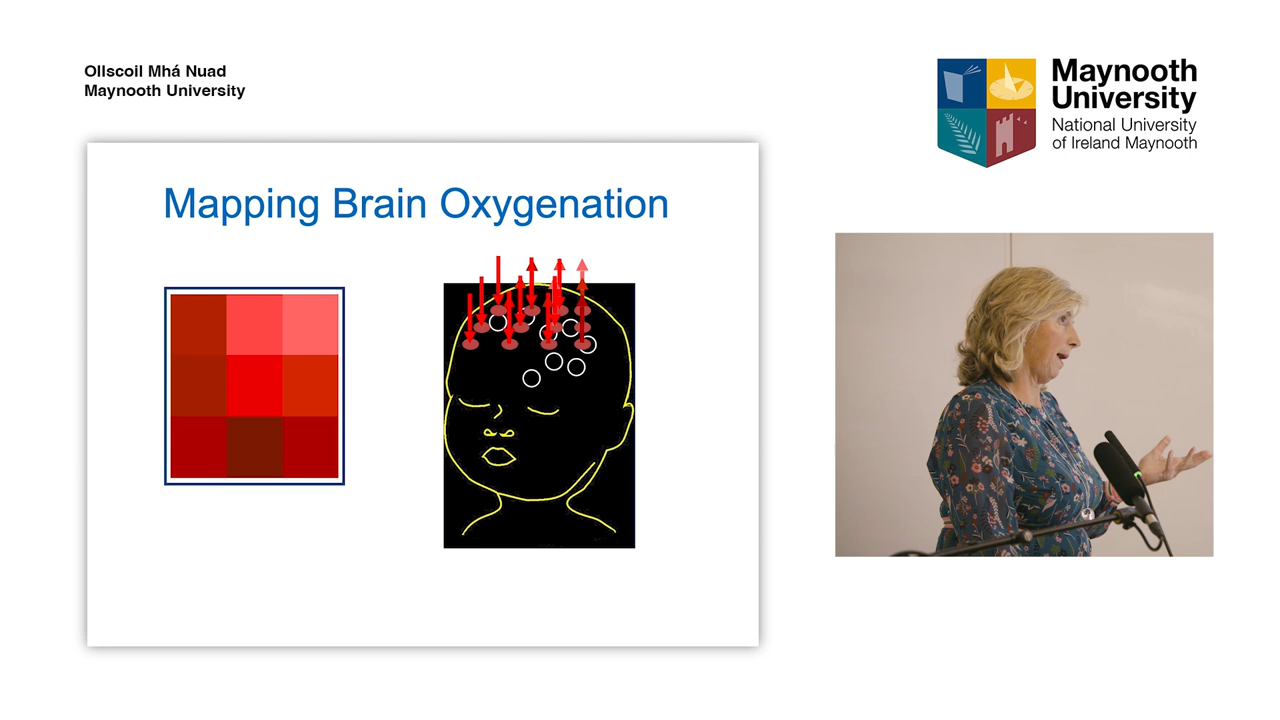 Ollscoil Mhá Nuad
Maynooth University
Maynooth
University
National University
of Ireland Maynooth
Mapping Brain Oxygenation